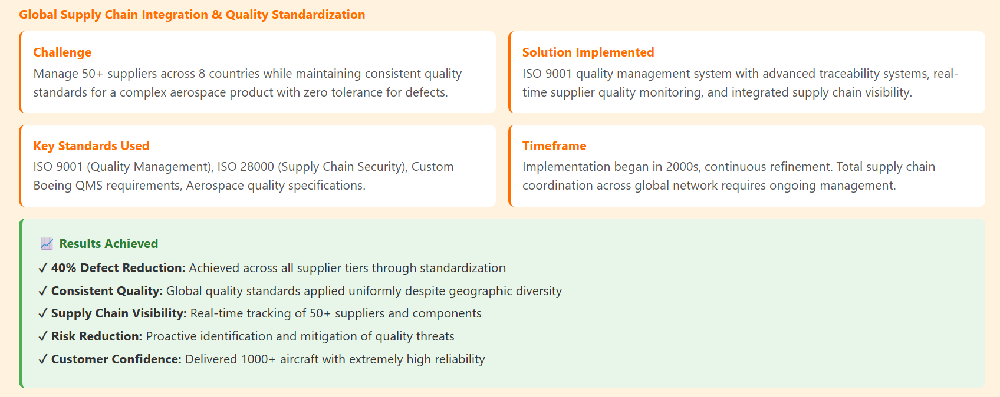 Global Supply Chain Integration & Quality Standardization
Challenge
Manage 50+ suppliers across 8 countries while maintaining consistent quality
standards for a complex aerospace product with zero tolerance for defects.
Solution Implemented
ISO 9001 quality management system with advanced traceability systems, real-
time supplier quality monitoring, and integrated supply chain visibility.
Key Standards Used
ISO 9001 (Quality Management), ISO 28000 (Supply Chain Security), Custom
Boeing QMS requirements, Aerospace quality specifications.
Timeframe
Implementation began in 2000s, continuous refinement. Total supply chain
coordination across global network requires ongoing management.
📈 Results Achieved
✓ 40% Defect Reduction: Achieved across all supplier tiers through standardization
✓ Consistent Quality: Global quality standards applied uniformly despite geographic diversity
✓ Supply Chain Visibility: Real-time tracking of 50+ suppliers and components
✓ Risk Reduction: Proactive identification and mitigation of quality threats
✓ Customer Confidence: Delivered 1000+ aircraft with extremely high reliability